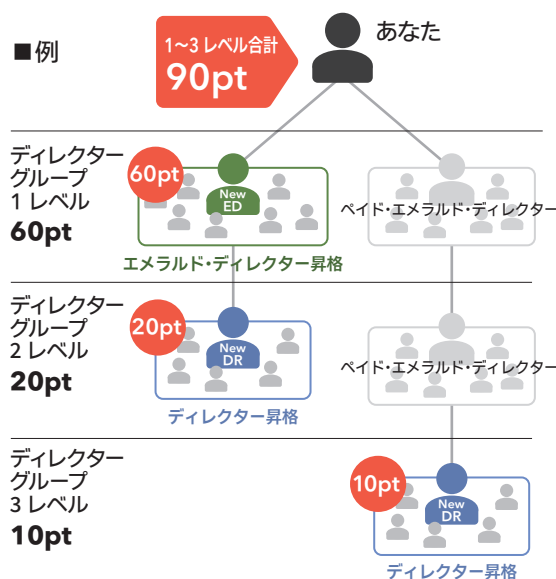 ■例
1〜3レベル合計
90pt
あなた
ディレクター
グループ
1レベル
60pt
60pt
New
ED
エメラルド・ディレクター昇格
ペイド・エメラルド・ディレクター
ディレクター
グループ
2レベル
20pt
20pt
New
DR
ディレクター昇格
ペイド・エメラルド・ディレクター
ディレクター
グループ
3レベル
10pt
10pt
New
DR
ディレクター昇格